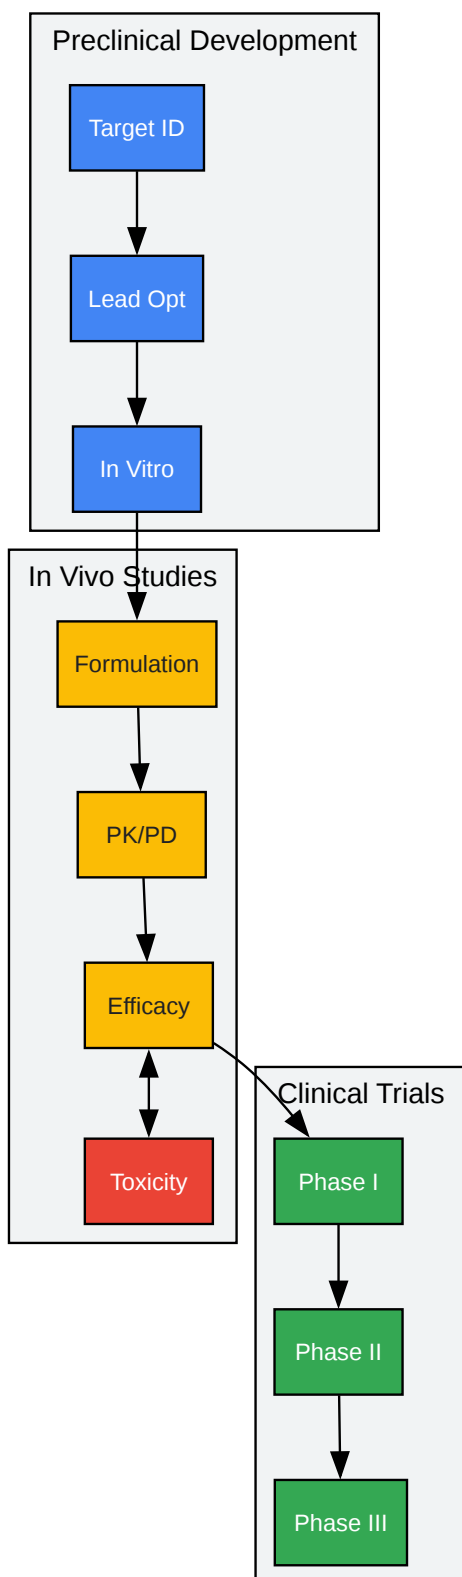 Preclinical Development
Target ID
Lead Opt
In Vitro
In Vivo Studies
Formulation
PK/PD
Efficacy
Toxicity
Clinical Trials
Phase I
Phase II
Phase III